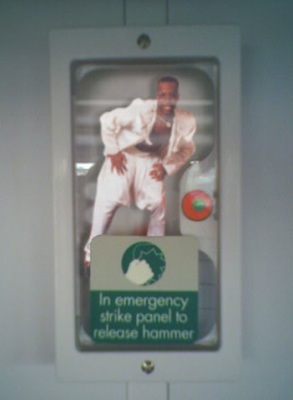 In emergency
strike panel to
release hammer